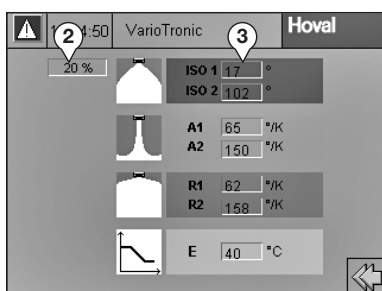 4:50 VarioTronic Hoval
2 3
20 %
ISO 1 17 °
ISO 2 102 °
A1 65 °/K
A2 150 °/K
R1 62 °/K
R2 158 °/K
E 40 °C